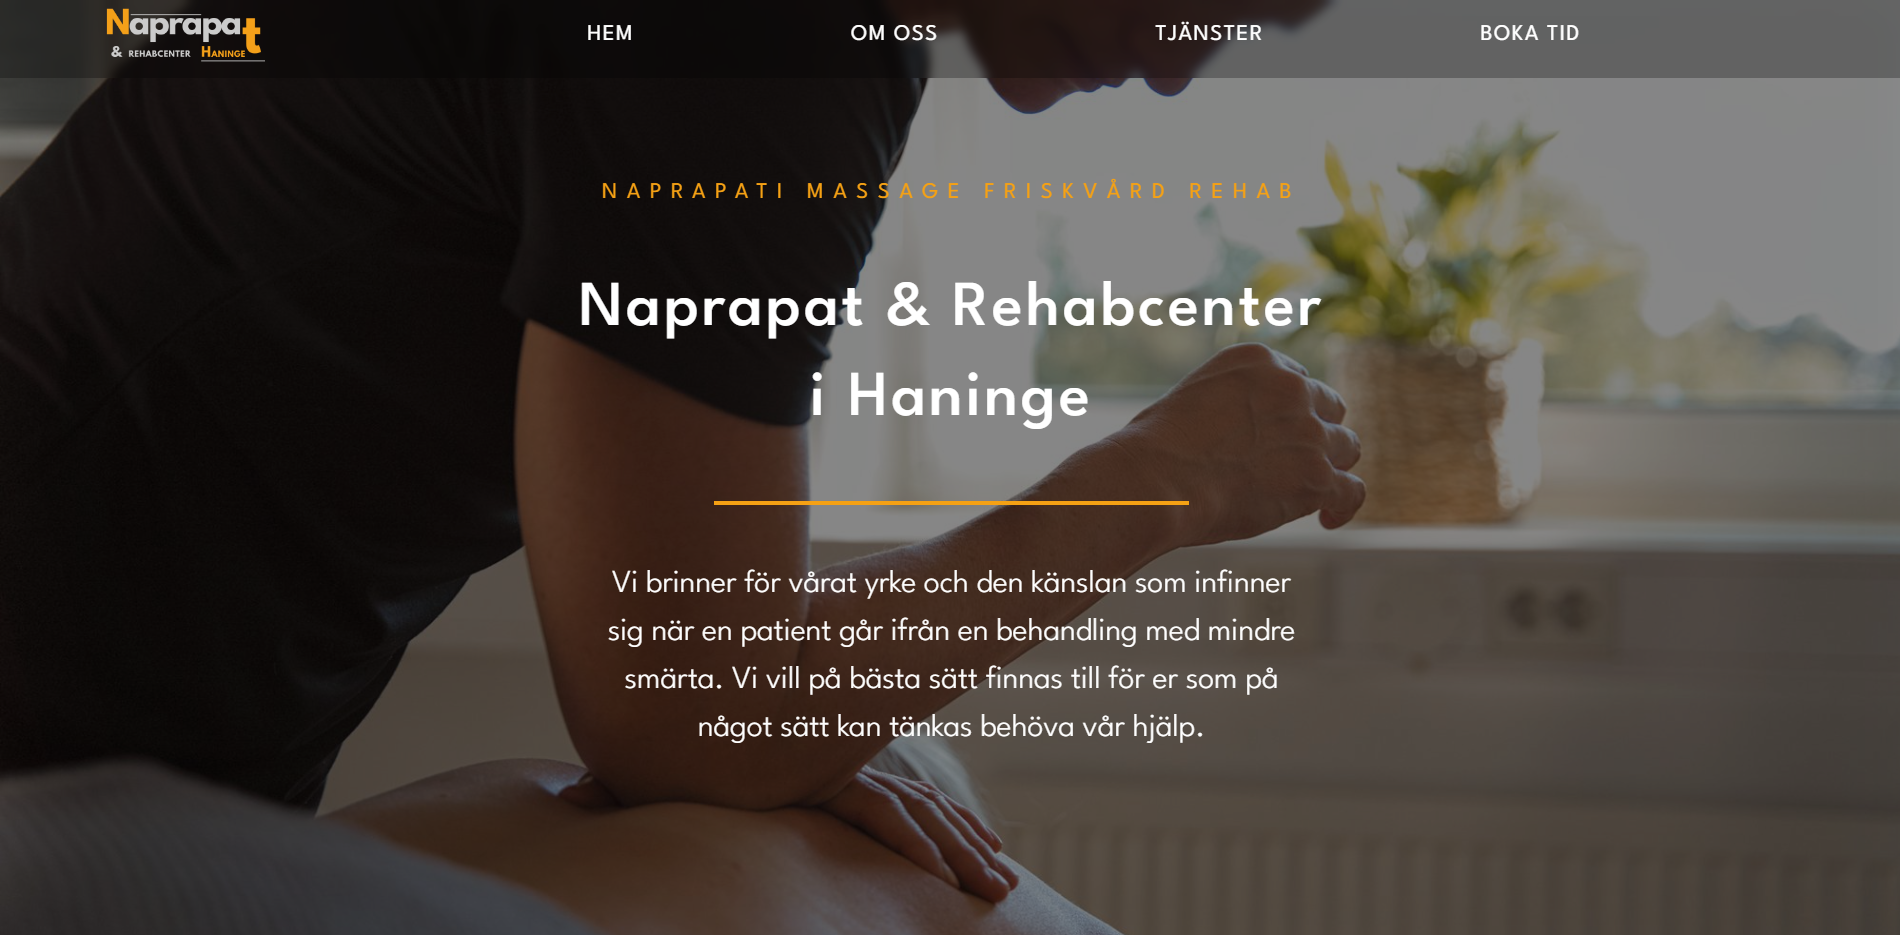 Naprapat
& REHABCENTER HANINGE
HEM
OM OSS
TJÄNSTER
BOKA TID
NAPRAPATI MASSAGE FRISKVÅRD REHAB
Naprapat & Rehabcenter
i Haninge
Vi brinner för vårat yrke och den känslan som infinner
sig när en patient går ifrån en behandling med mindre
smärta. Vi vill på bästa sätt finnas till för er som på
något sätt kan tänkas behöva vår hjälp.